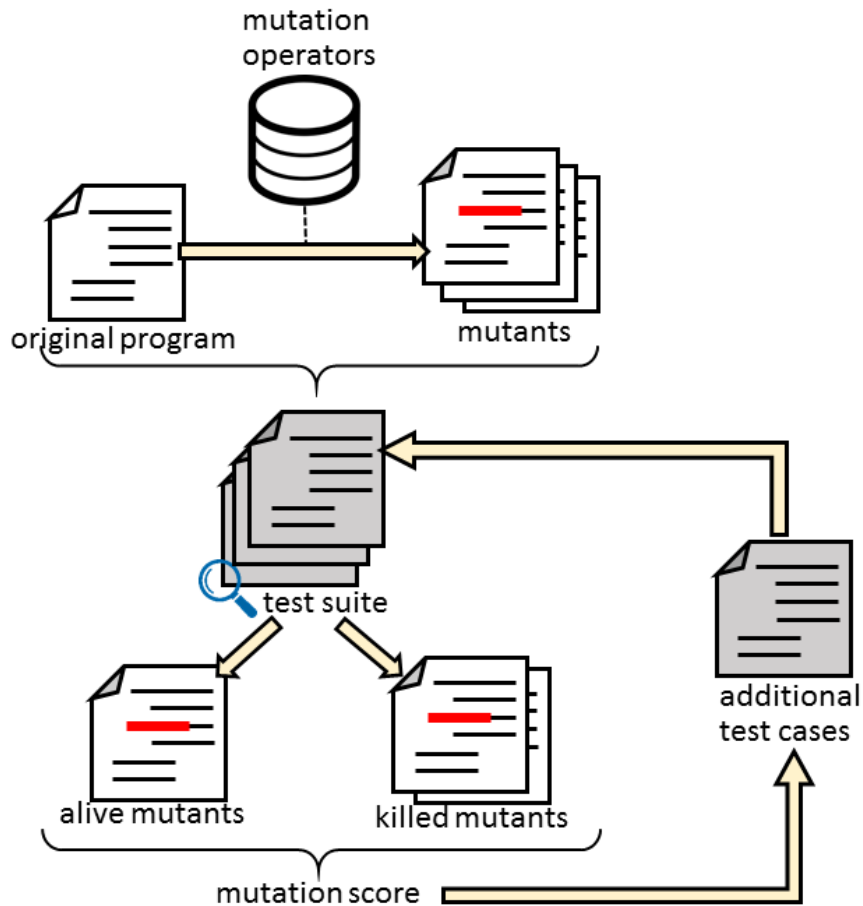 mutation
operators
original program
mutants
test suite
additional
test cases
alive mutants
killed mutants
mutation score